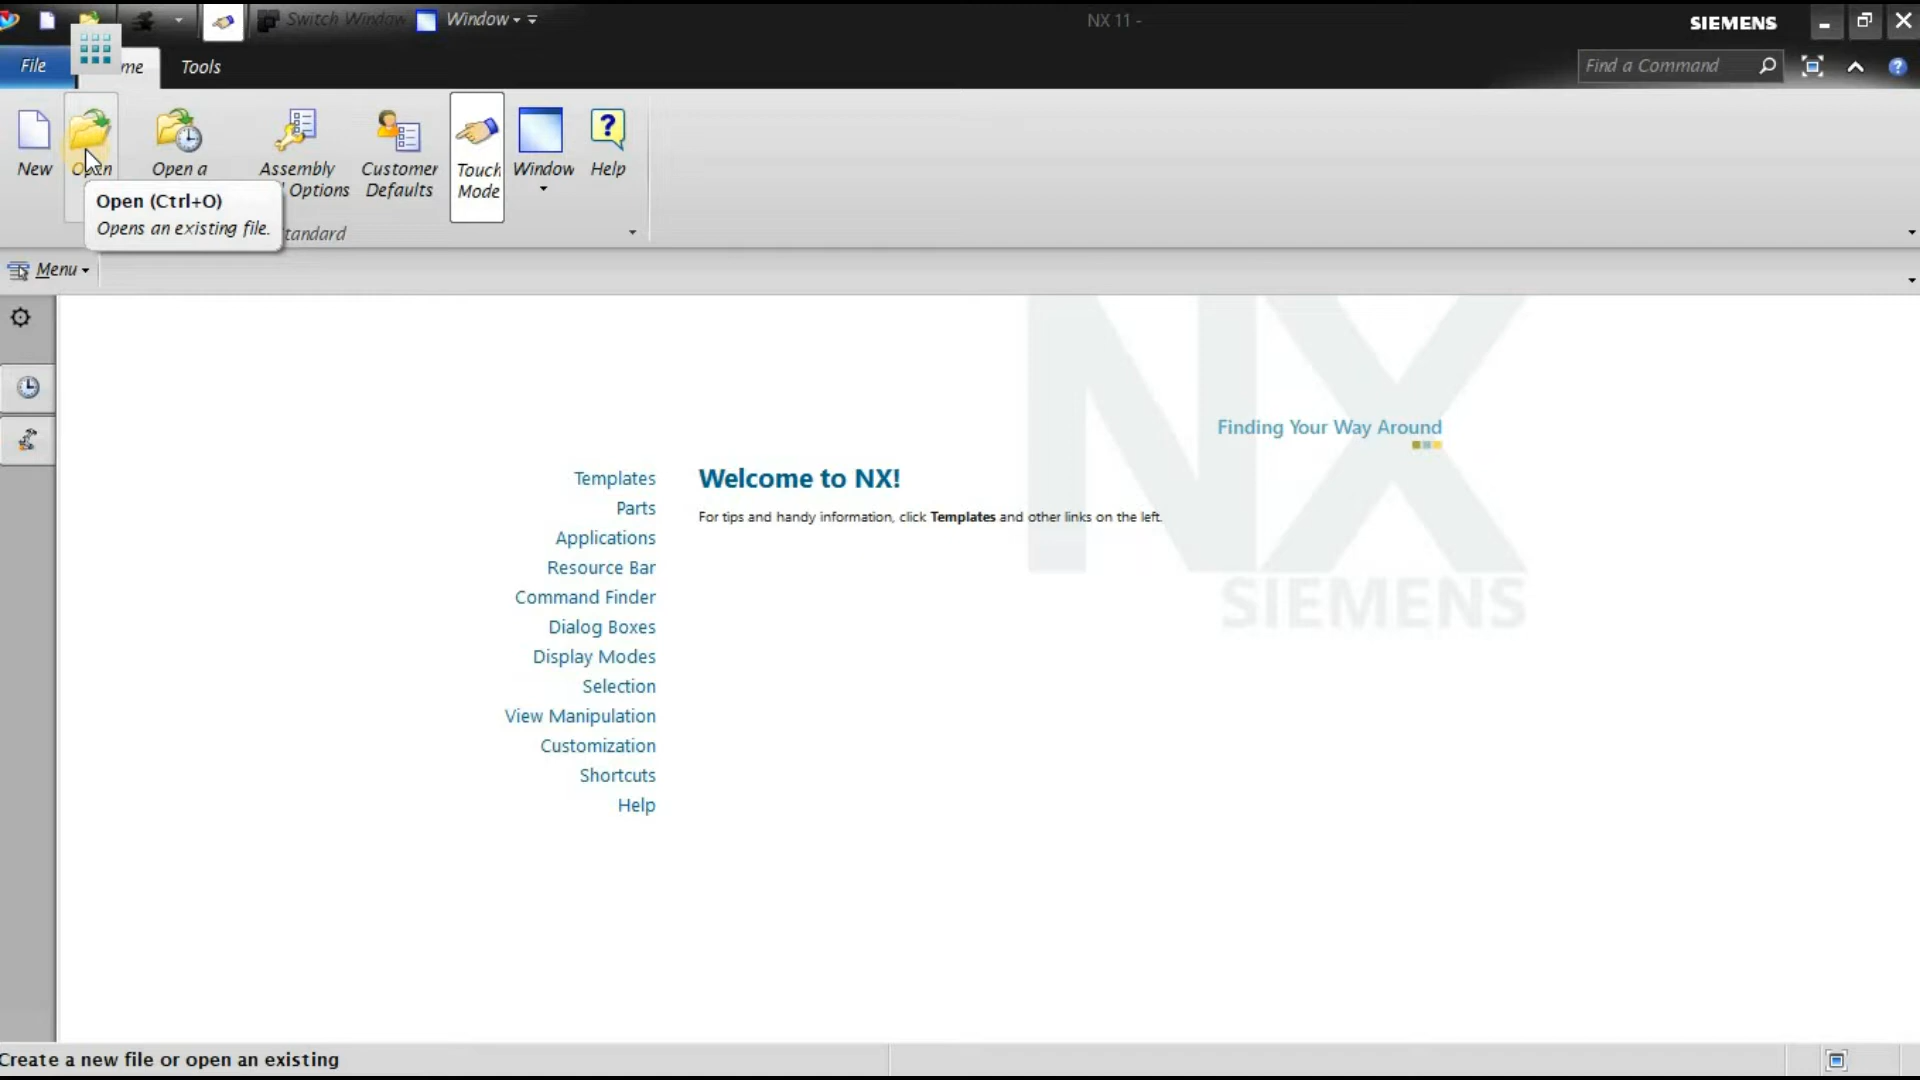 Switch Window Window NX 11 - SIEMENS
File me Tools Find a Command
New Open Open a Assembly Options Customer Defaults Touch Mode Window Help
Open (Ctrl+O)
Opens an existing file.
tandard
Menu
NX
SIEMENS
Finding Your Way Around
Templates
Parts
Applications
Resource Bar
Command Finder
Dialog Boxes
Display Modes
Selection
View Manipulation
Customization
Shortcuts
Help
Welcome to NX!
For tips and handy information, click Templates and other links on the left.
Create a new file or open an existing